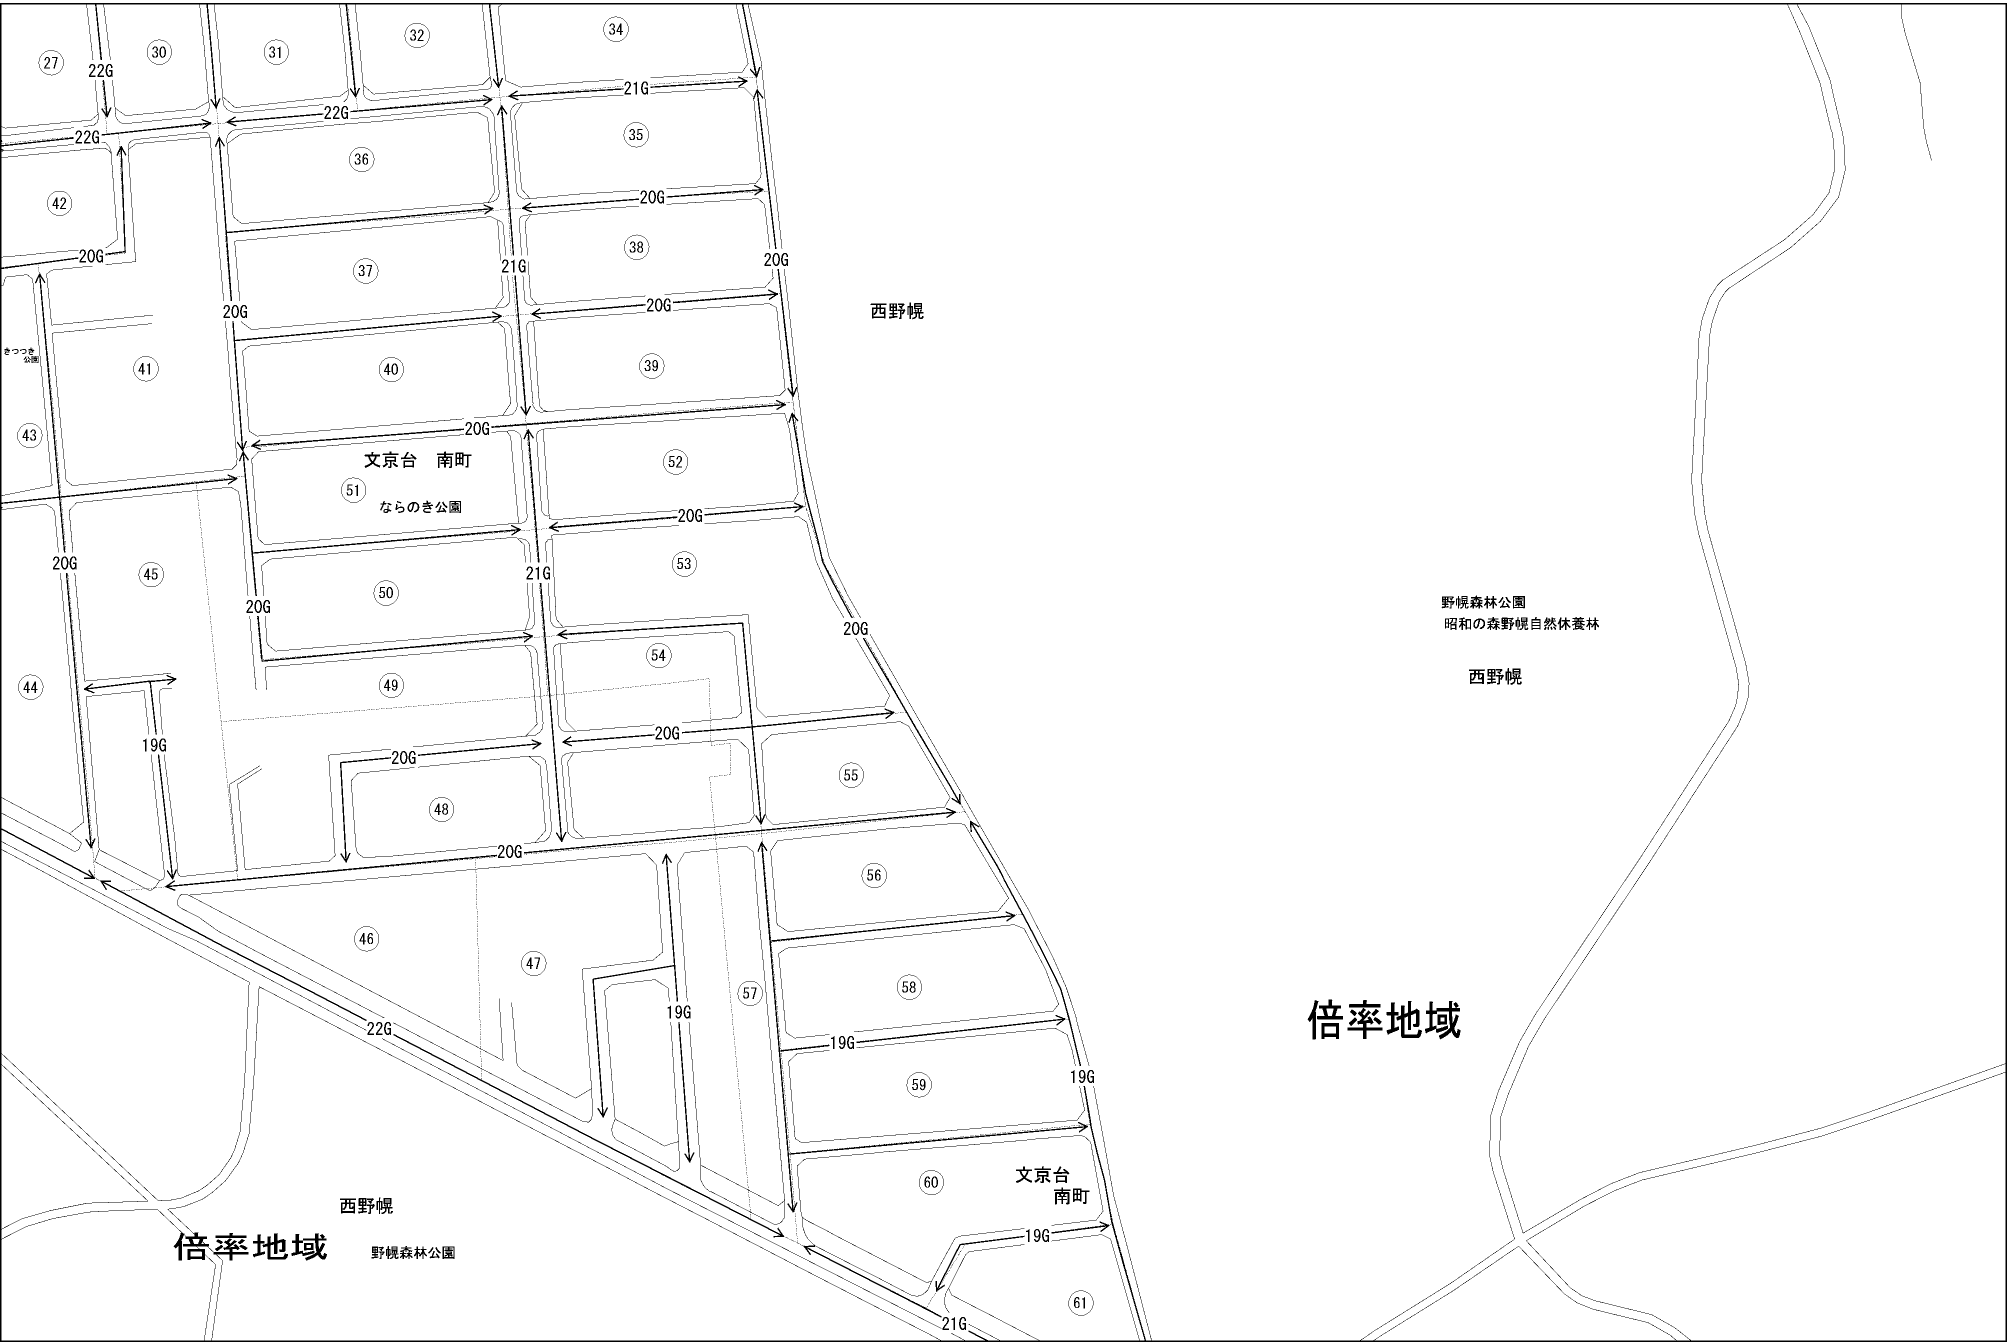 34
32
27
30
31
22G
21G
22G
22G
35
36
42
20G
38
20G
37
21G
20G
20G
20G
西野幌
きつつき
公園
41
40
39
43
20G
文京台 南町
52
51
ならのき公園
20G
20G
45
21G
53
50
20G
野幌森林公園
昭和の森野幌自然休養林
20G
54
44
49
西野幌
19G
20G
20G
55
48
20G
56
46
47
58
57
19G
倍率地域
22G
19G
19G
59
60
文京台
南町
西野幌
19G
倍率地域
野幌森林公園
61
21G